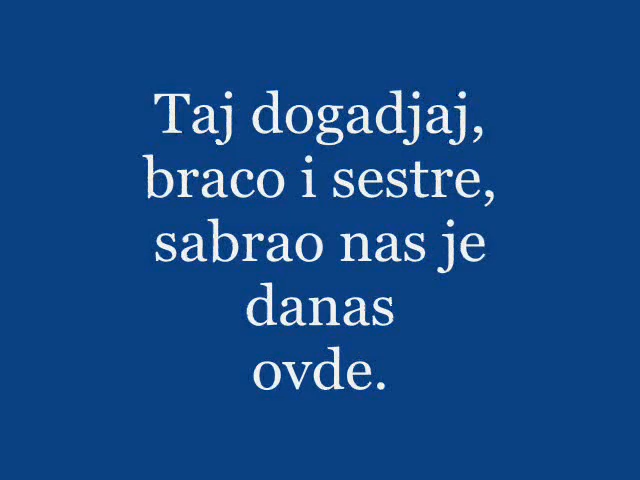 Taj dogadjaj,
braco i sestre,
sabrao nas je
danas
ovde.